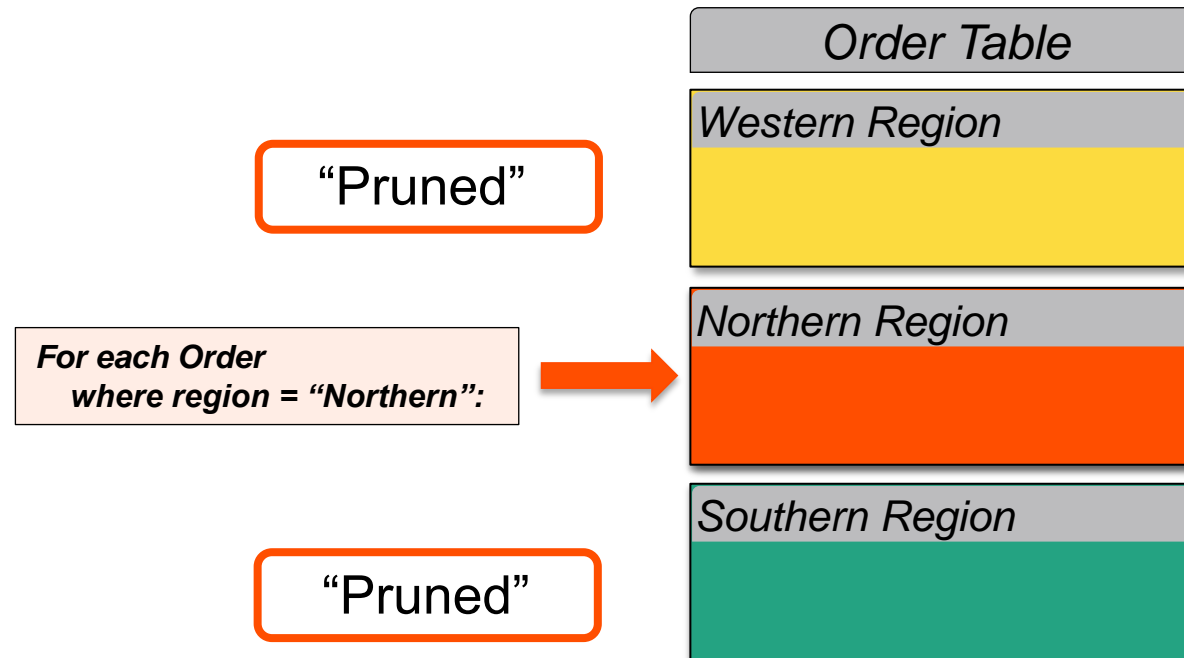 Order Table
Western Region
“Pruned”
Northern Region
For each Order
where region = “Northern”:
Southern Region
“Pruned”